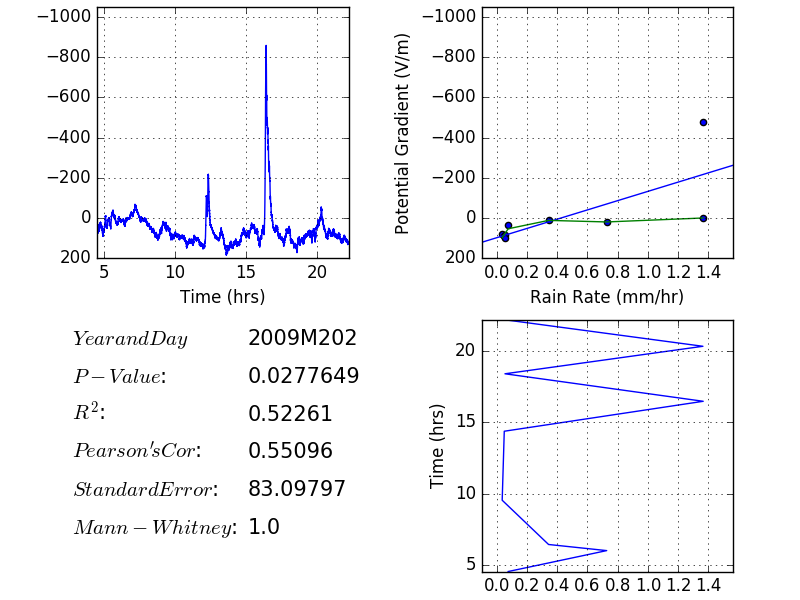 −1000
−800
−600
−400
−200
0
200
5 10 15 20
Time (hrs)
Potential Gradient (V/m)
−1000
−800
−600
−400
−200
0
200
0.0 0.2 0.4 0.6 0.8 1.0 1.2 1.4
Rain Rate (mm/hr)
YearandDay 2009M202
P−Value: 0.0277649
R²: 0.52261
Pearson'sCor: 0.55096
StandardError: 83.09797
Mann−Whitney: 1.0
Time (hrs)
20
15
10
5
0.0 0.2 0.4 0.6 0.8 1.0 1.2 1.4